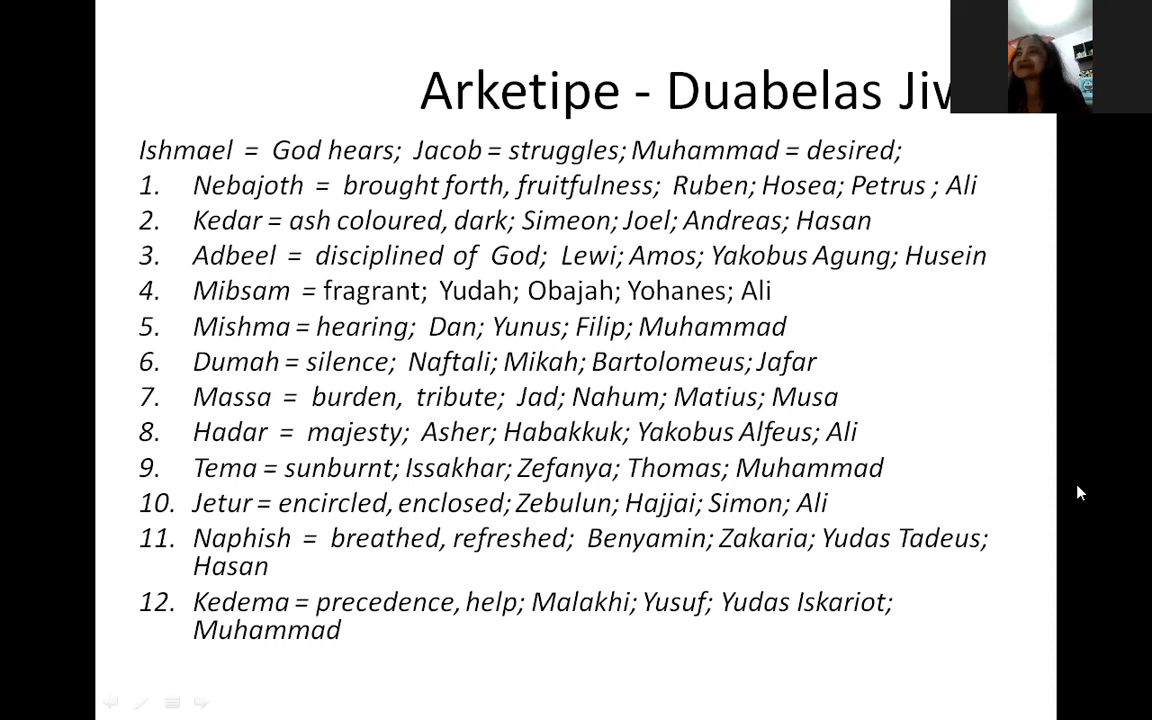 Arketipe - Duabelas
Ishmael = God hears; Jacob = struggles; Muhammad = desired;
1. Nebajoth = brought forth, fruitfulness; Ruben; Hosea; Petrus ; Ali
2. Kedar = ash coloured, dark; Simeon; Joel; Andreas; Hasan
3. Adbeel = disciplined of God; Lewi; Amos; Yakobus Agung; Husein
4. Mibsam = fragrant; Yudah; Obajah; Yohanes; Ali
5. Mishma = hearing; Dan; Yunus; Filip; Muhammad
6. Dumah = silence; Naftali; Mikah; Bartolomeus; Jafar
7. Massa = burden, tribute; Jad; Nahum; Matius; Musa
8. Hadar = majesty; Asher; Habakkuk; Yakobus Alfeus; Ali
9. Tema = sunburnt; Issakhar; Zefanya; Thomas; Muhammad
10. Jetur = encircled, enclosed; Zebulun; Hajjai; Simon; Ali
11. Naphish = breathed, refreshed; Benyamin; Zakaria; Yudas Tadeus;
Hasan
12. Kedema = precedence, help; Malakhi; Yusuf; Yudas Iskariot;
Muhammad